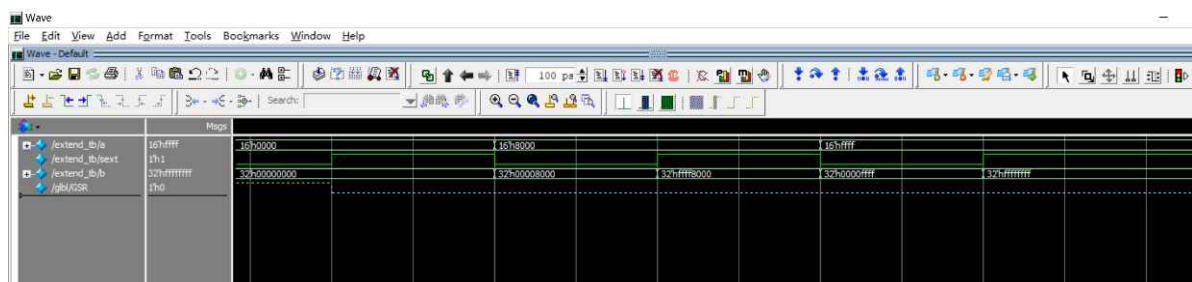 Wave
File Edit View Add Format Tools Bookmarks Window Help
Wave - Default
100 ps
Search:
Msgs
/extend_tb/a 16'hffff 16'h0000 16'h8000 16'hffff
/extend_tb/sext 1'h1
/extend_tb/b 32'hffffffff 32'h00000000 32'h00008000 32'hffff8000 32'h0000ffff 32'hffffffff
/glbl/GSR 1'h0